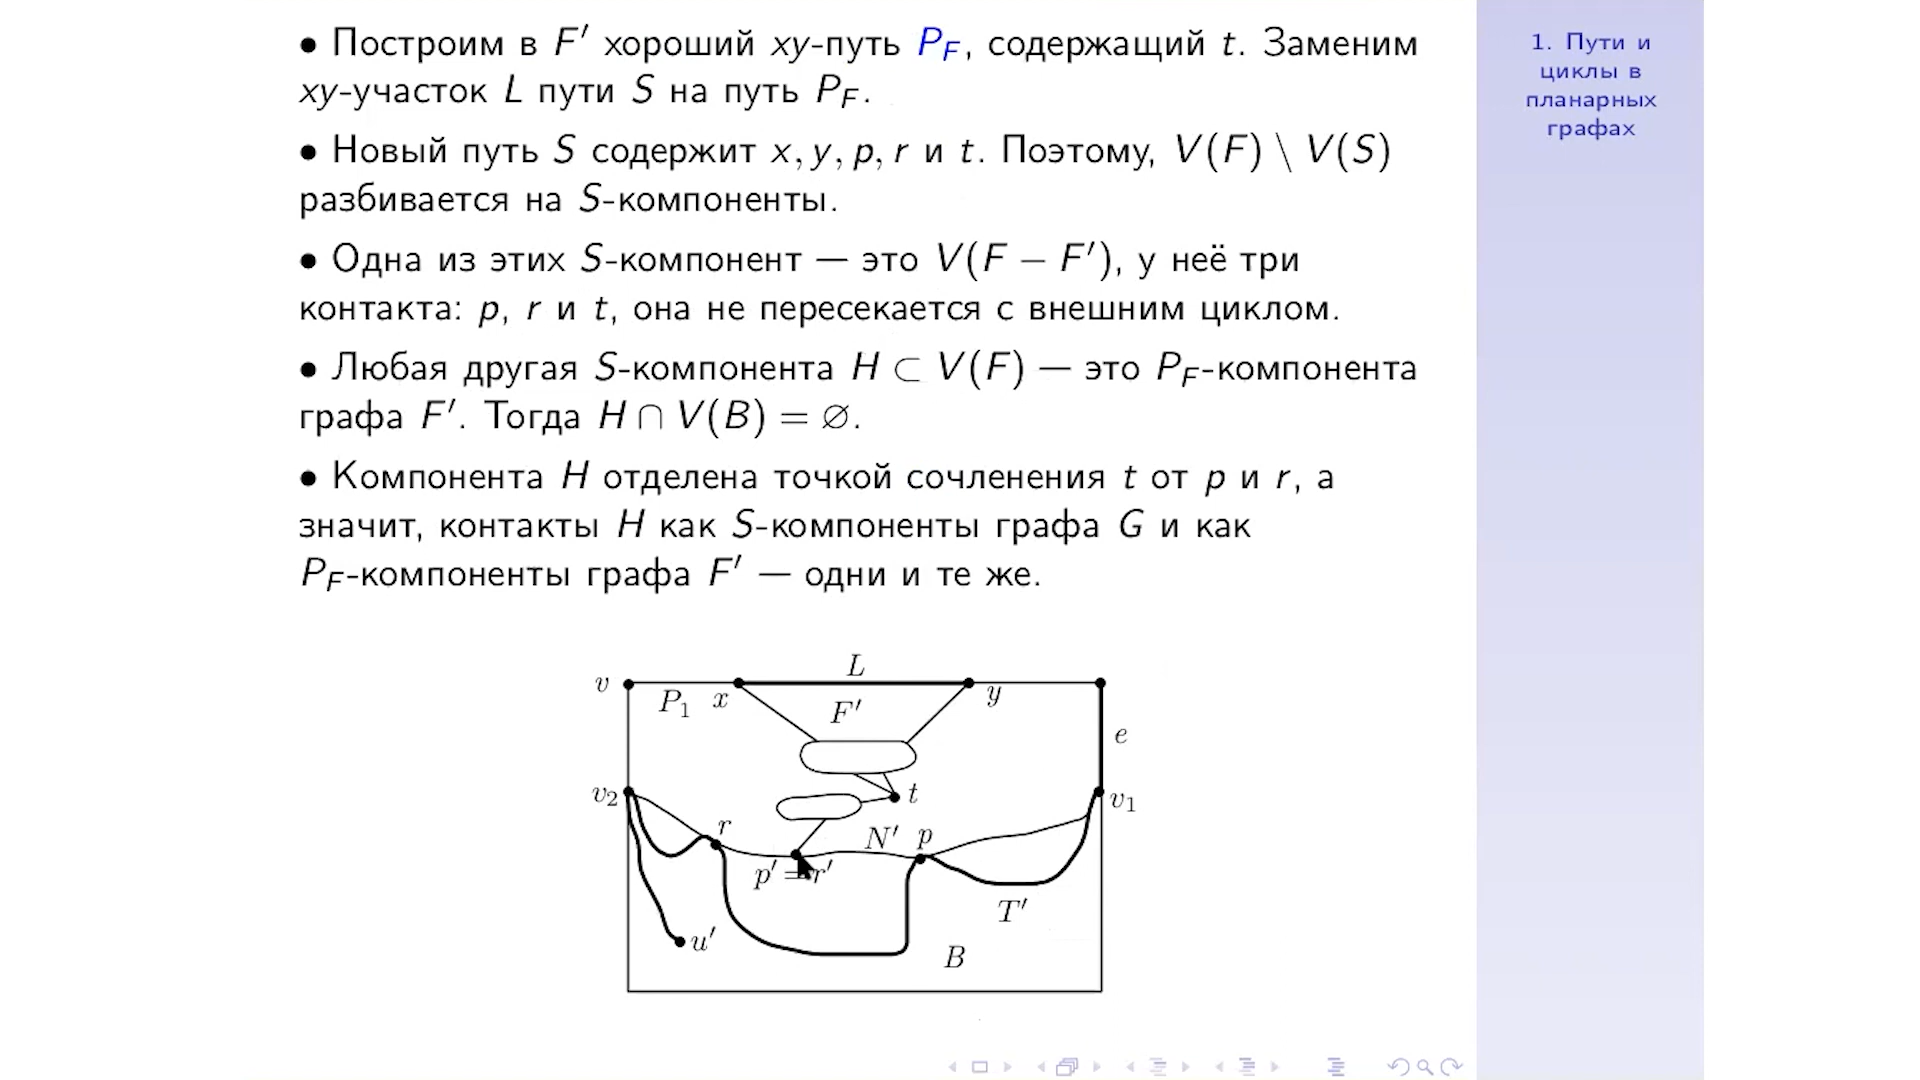 • Построим в F′ хороший xy-путь P_F, содержащий t. Заменим
xy-участок L пути S на путь P_F.
• Новый путь S содержит x, y, p, r и t. Поэтому, V(F) \ V(S)
разбивается на S-компоненты.
• Одна из этих S-компонент — это V(F − F′), у неё три
контакта: p, r и t, она не пересекается с внешним циклом.
• Любая другая S-компонента H ⊂ V(F) — это P_F-компонента
графа F′. Тогда H ∩ V(B) = ∅.
• Компонента H отделена точкой сочленения t от p и r, а
значит, контакты H как S-компоненты графа G и как
P_F-компоненты графа F′ — одни и те же.
L
v
P₁
x
F′
y
e
v₂
t
v₁
r
N′
p
p′ = r′
T′
u′
B
1. Пути и
циклы в
планарных
графах